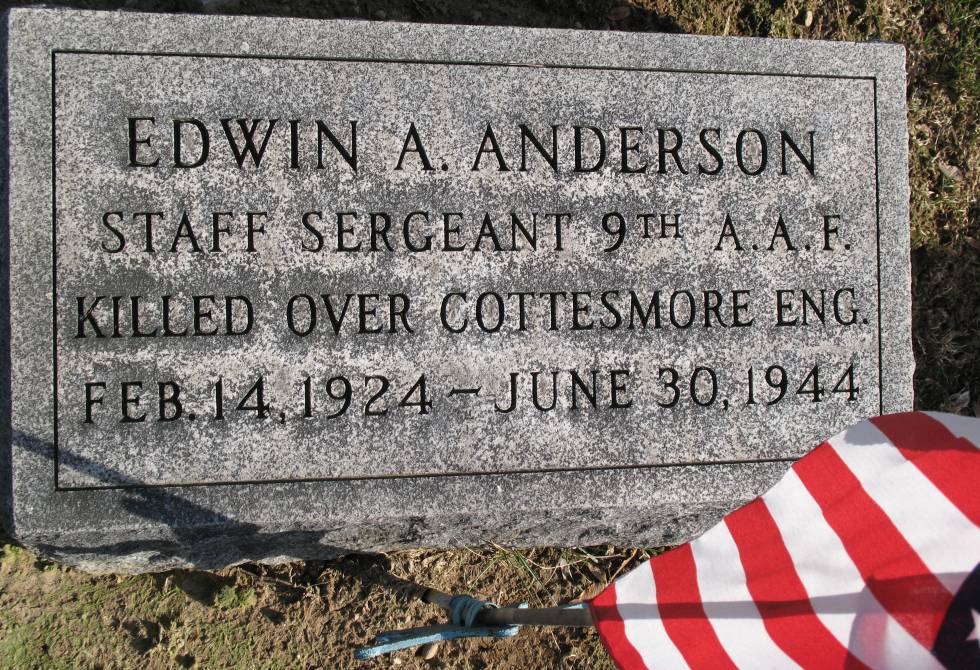 EDWIN A. ANDERSON
STAFF SERGEANT 9TH A.A.F.
KILLED OVER COTTESMORE ENG.
FEB. 14, 1924 – JUNE 30, 1944